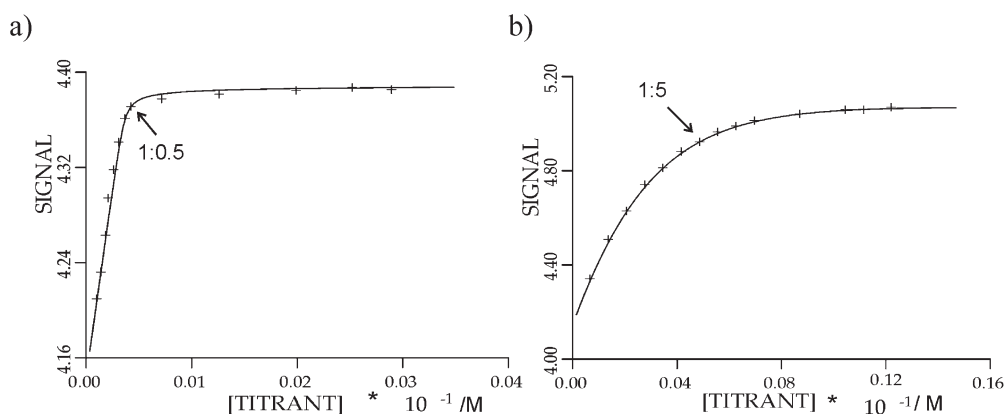 a)
SIGNAL
4.40
4.32
4.24
4.16
1:0.5
0.00 0.01 0.02 0.03 0.04
[TITRANT] * 10 -1 /M
b)
SIGNAL
5.20
4.80
4.40
4.00
1:5
0.00 0.04 0.08 0.12 0.16
[TITRANT] * 10 -1 /M